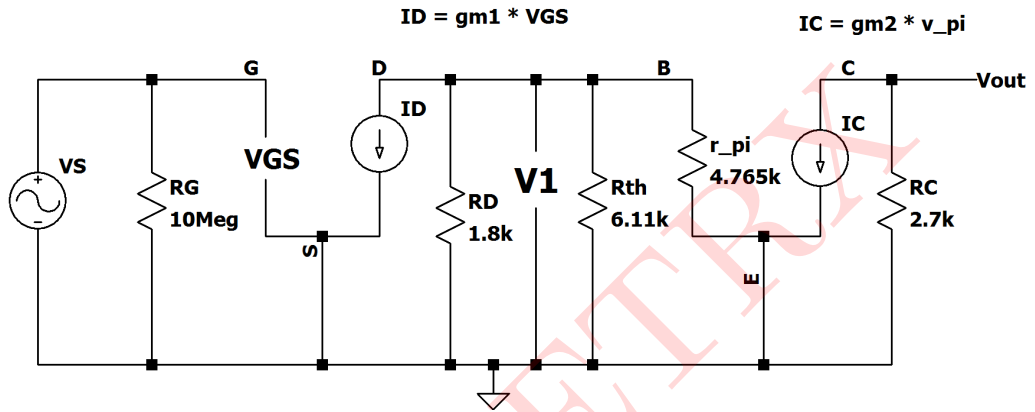 ID = gm1 * VGS
IC = gm2 * v_pi
G
D
B
C
Vout
VS
+
−
RG
10Meg
VGS
ID
RD
1.8k
V1
Rth
6.11k
r_pi
4.765k
IC
RC
2.7k
S
E
ETRX